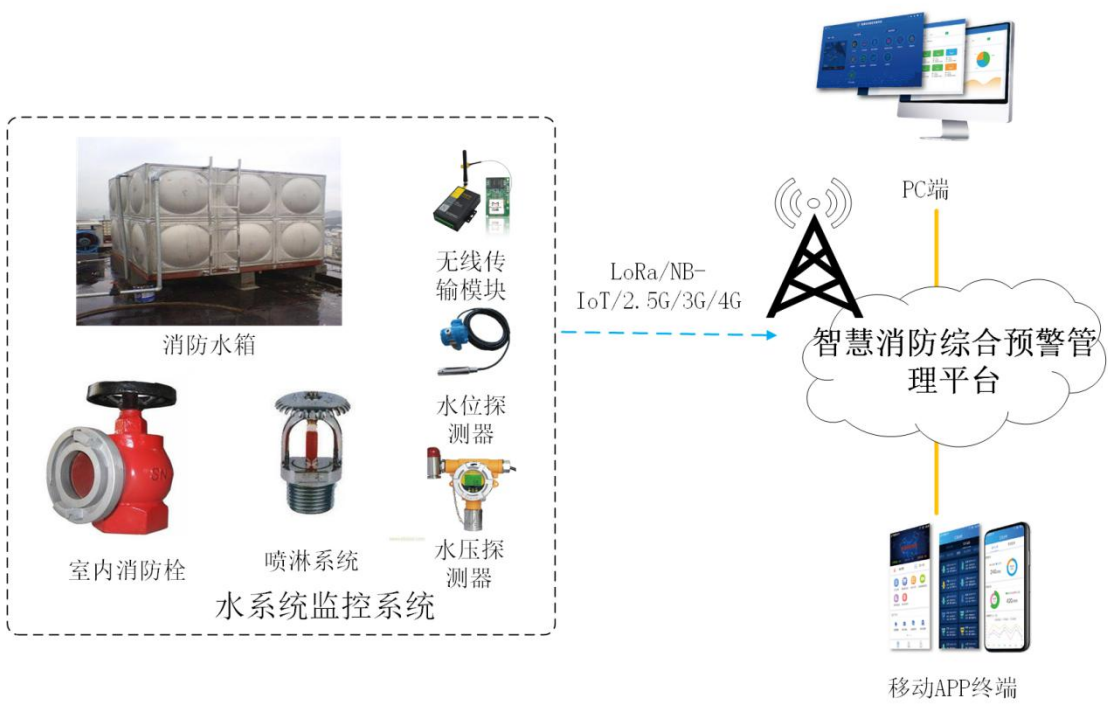 PC端
无线传
输模块
LoRa/NB-
IoT/2.5G/3G/4G
消防水箱
智慧消防综合预警管
理平台
水位探
测器
室内消防栓
喷淋系统
水压探
测器
水系统监控系统
移动APP终端